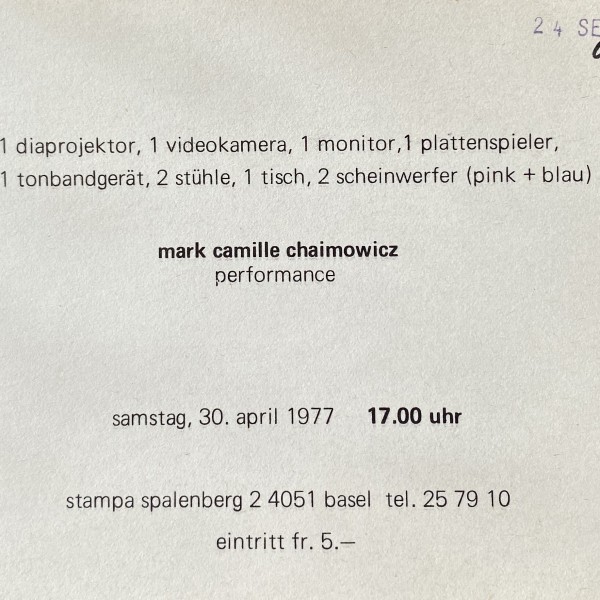 24 SE
1 diaprojektor, 1 videokamera, 1 monitor,1 plattenspieler,
1 tonbandgerät, 2 stühle, 1 tisch, 2 scheinwerfer (pink + blau)
mark camille chaimowicz
performance
samstag, 30. april 1977 17.00 uhr
stampa spalenberg 2 4051 basel tel. 25 79 10
eintritt fr. 5.—